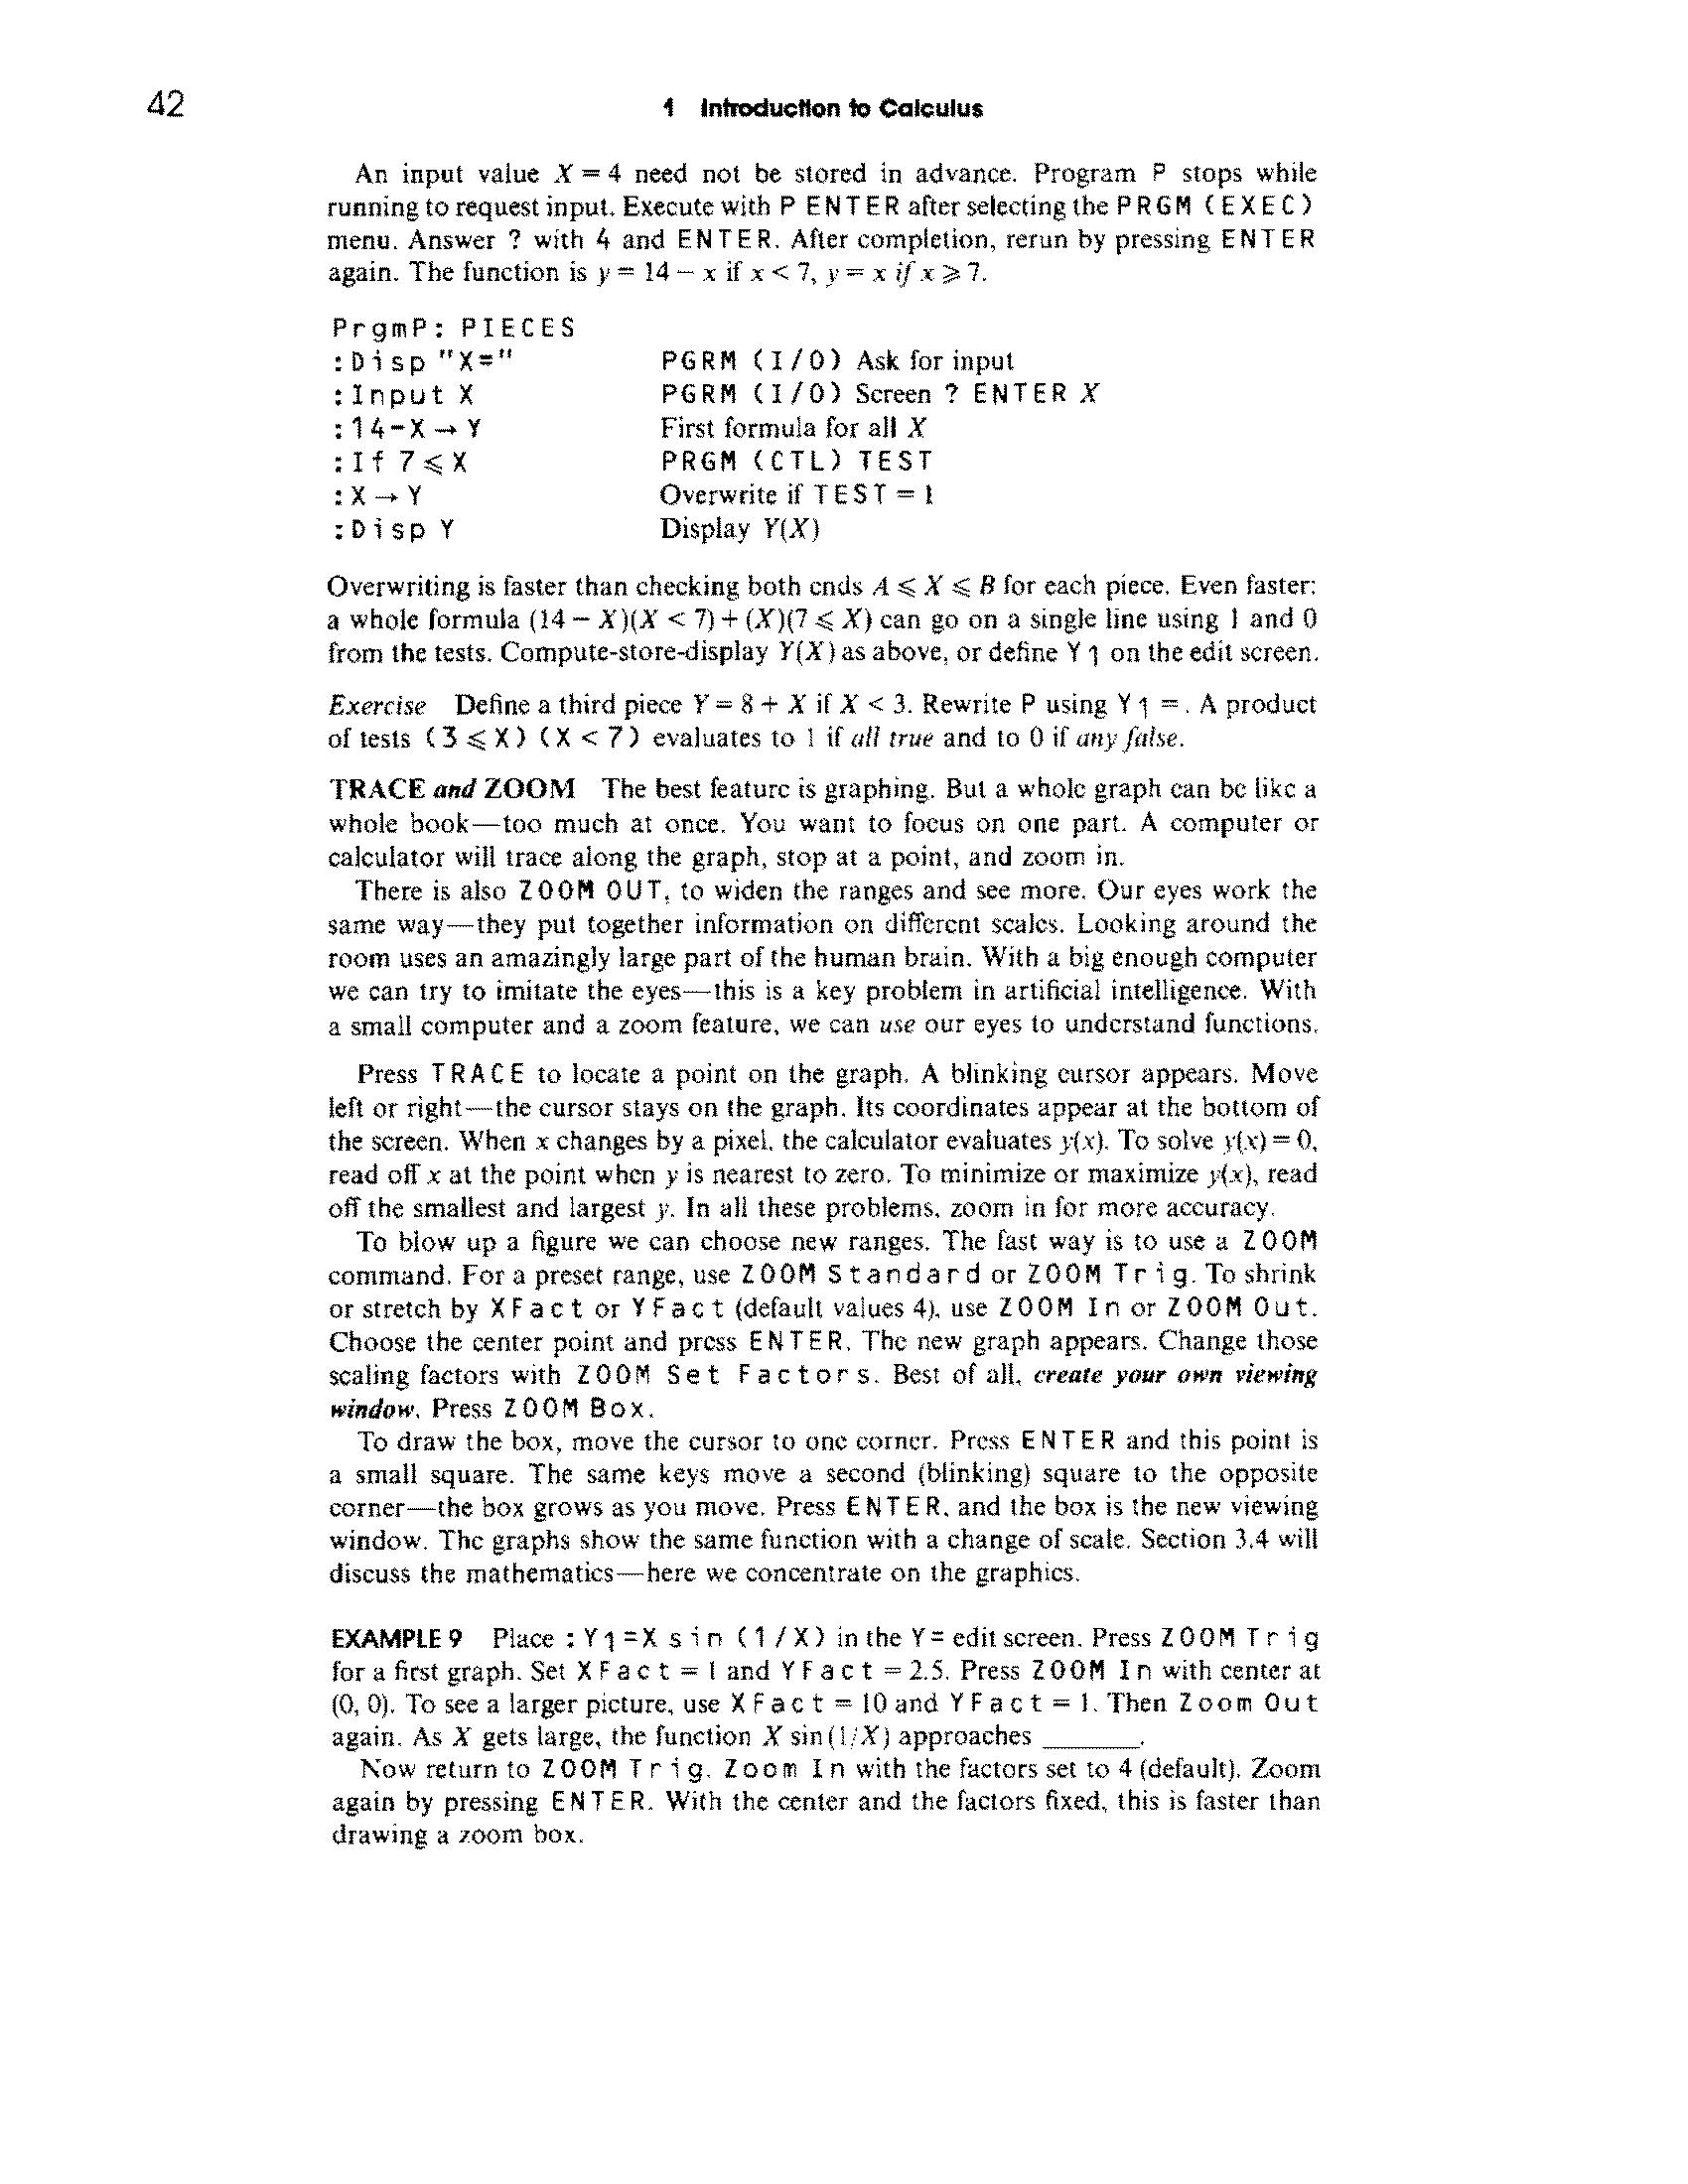 42
1 Introduction to Calculus
An input value X = 4 need not be stored in advance. Program P stops while
running to request input. Execute with P ENTER after selecting the PRGM (EXEC)
menu. Answer ? with 4 and ENTER. After completion, rerun by pressing ENTER
again. The function is y = 14 − x if x < 7, y = x if x ⩾ 7.
PrgmP: PIECES
:Disp "X="    PGRM (I/O) Ask for input
:Input X    PGRM (I/O) Screen ? ENTER X
:14-X → Y    First formula for all X
:If 7 ⩽ X    PRGM (CTL) TEST
:X → Y    Overwrite if TEST = 1
:Disp Y    Display Y(X)
Overwriting is faster than checking both ends A ⩽ X ⩽ B for each piece. Even faster:
a whole formula (14 − X)(X < 7) + (X)(7 ⩽ X) can go on a single line using 1 and 0
from the tests. Compute-store-display Y(X) as above, or define Y1 on the edit screen.
Exercise Define a third piece Y = 8 + X if X < 3. Rewrite P using Y1 = . A product
of tests (3 ⩽ X) (X < 7) evaluates to 1 if all true and to 0 if any false.
TRACE and ZOOM The best feature is graphing. But a whole graph can be like a
whole book—too much at once. You want to focus on one part. A computer or
calculator will trace along the graph, stop at a point, and zoom in.
There is also ZOOM OUT, to widen the ranges and see more. Our eyes work the
same way—they put together information on different scales. Looking around the
room uses an amazingly large part of the human brain. With a big enough computer
we can try to imitate the eyes—this is a key problem in artificial intelligence. With
a small computer and a zoom feature, we can use our eyes to understand functions.
Press TRACE to locate a point on the graph. A blinking cursor appears. Move
left or right—the cursor stays on the graph. Its coordinates appear at the bottom of
the screen. When x changes by a pixel, the calculator evaluates y(x). To solve y(x) = 0,
read off x at the point when y is nearest to zero. To minimize or maximize y(x), read
off the smallest and largest y. In all these problems, zoom in for more accuracy.
To blow up a figure we can choose new ranges. The fast way is to use a ZOOM
command. For a preset range, use ZOOM Standard or ZOOM Trig. To shrink
or stretch by XFact or YFact (default values 4), use ZOOM In or ZOOM Out.
Choose the center point and press ENTER. The new graph appears. Change those
scaling factors with ZOOM Set Factors. Best of all, create your own viewing
window. Press ZOOM Box.
To draw the box, move the cursor to one corner. Press ENTER and this point is
a small square. The same keys move a second (blinking) square to the opposite
corner—the box grows as you move. Press ENTER, and the box is the new viewing
window. The graphs show the same function with a change of scale. Section 3.4 will
discuss the mathematics—here we concentrate on the graphics.
EXAMPLE 9 Place :Y1=X sin (1/X) in the Y= edit screen. Press ZOOM Trig
for a first graph. Set XFact = 1 and YFact = 2.5. Press ZOOM In with center at
(0, 0). To see a larger picture, use XFact = 10 and YFact = 1. Then Zoom Out
again. As X gets large, the function X sin(1/X) approaches ______.
Now return to ZOOM Trig. Zoom In with the factors set to 4 (default). Zoom
again by pressing ENTER. With the center and the factors fixed, this is faster than
drawing a zoom box.